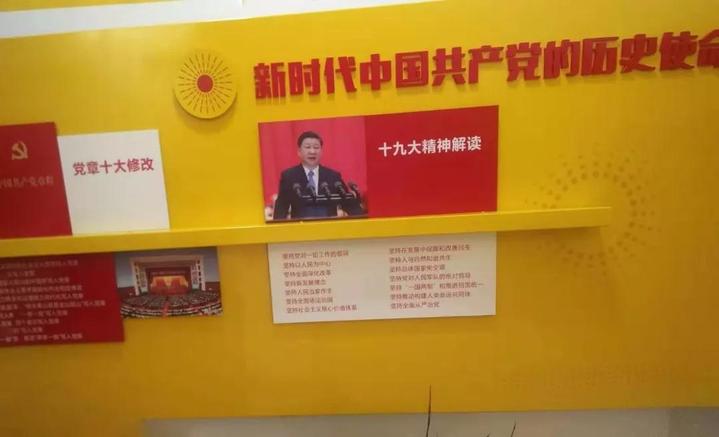 新时代中国共产党的历史使命
中国共产党章程
党章十大修改
十九大精神解读
坚持党对一切工作的领导
坚持以人民为中心
坚持全面深化改革
坚持新发展理念
坚持人民当家作主
坚持全面依法治国
坚持社会主义核心价值体系
坚持在发展中保障和改善民生
坚持人与自然和谐共生
坚持总体国家安全观
坚持党对人民军队的绝对领导
坚持“一国两制”和推进祖国统一
坚持推动构建人类命运共同体
坚持全面从严治党